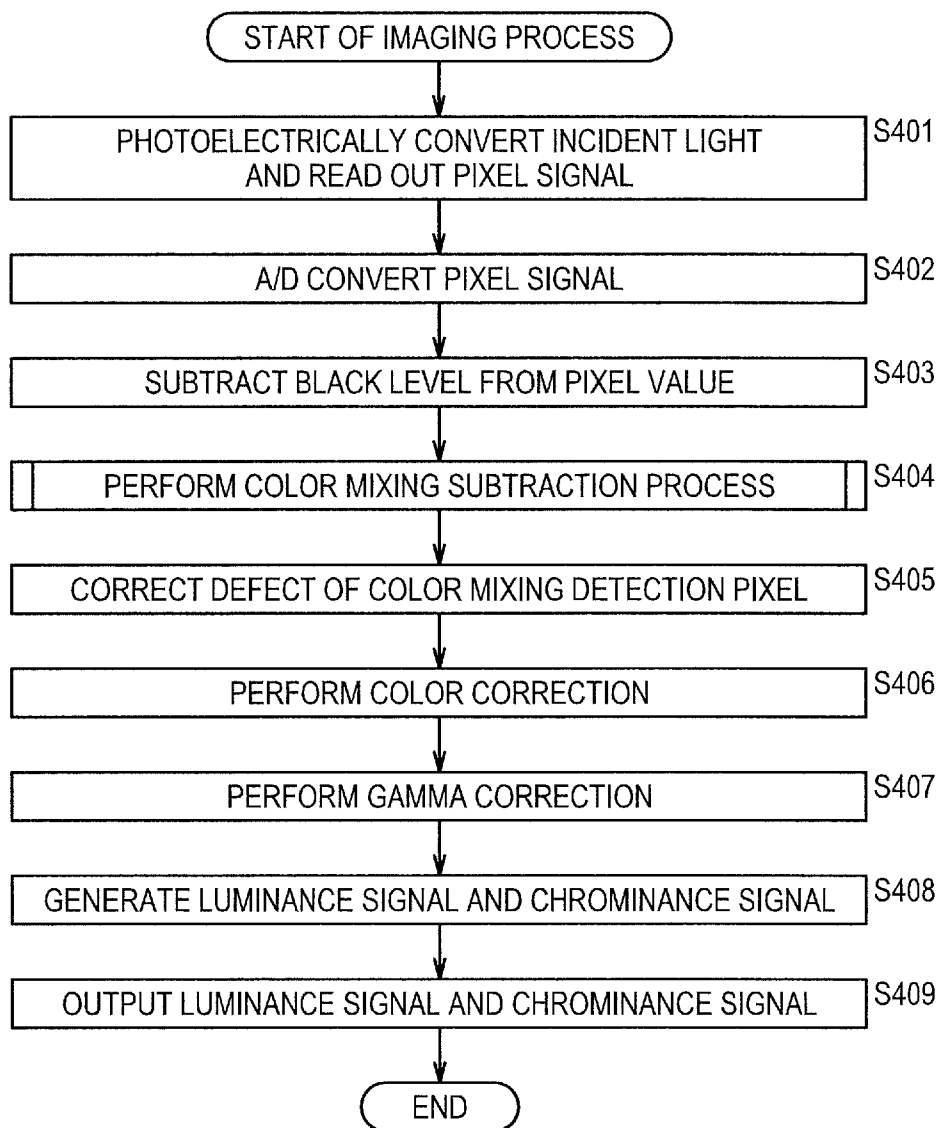 START OF IMAGING PROCESS
PHOTOELECTRICALLY CONVERT INCIDENT LIGHT
AND READ OUT PIXEL SIGNAL
S401
A/D CONVERT PIXEL SIGNAL
S402
SUBTRACT BLACK LEVEL FROM PIXEL VALUE
S403
PERFORM COLOR MIXING SUBTRACTION PROCESS
S404
CORRECT DEFECT OF COLOR MIXING DETECTION PIXEL
S405
PERFORM COLOR CORRECTION
S406
PERFORM GAMMA CORRECTION
S407
GENERATE LUMINANCE SIGNAL AND CHROMINANCE SIGNAL
S408
OUTPUT LUMINANCE SIGNAL AND CHROMINANCE SIGNAL
S409
END